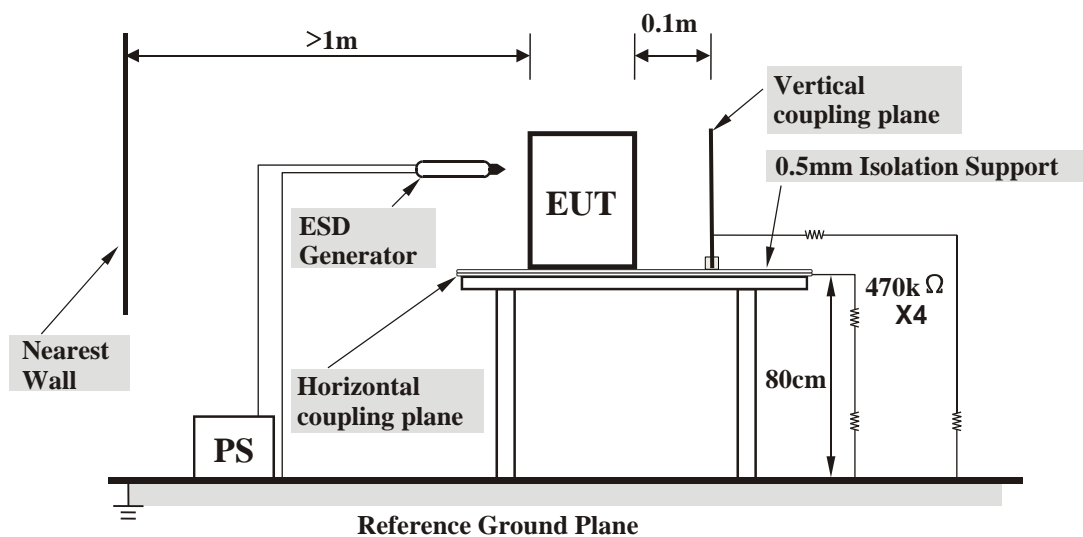 0.1m
>1m
Vertical
coupling plane
0.5mm Isolation Support
EUT
ESD
Generator
470k Ω
X4
Nearest
Wall
Horizontal
coupling plane
80cm
PS
Reference Ground Plane